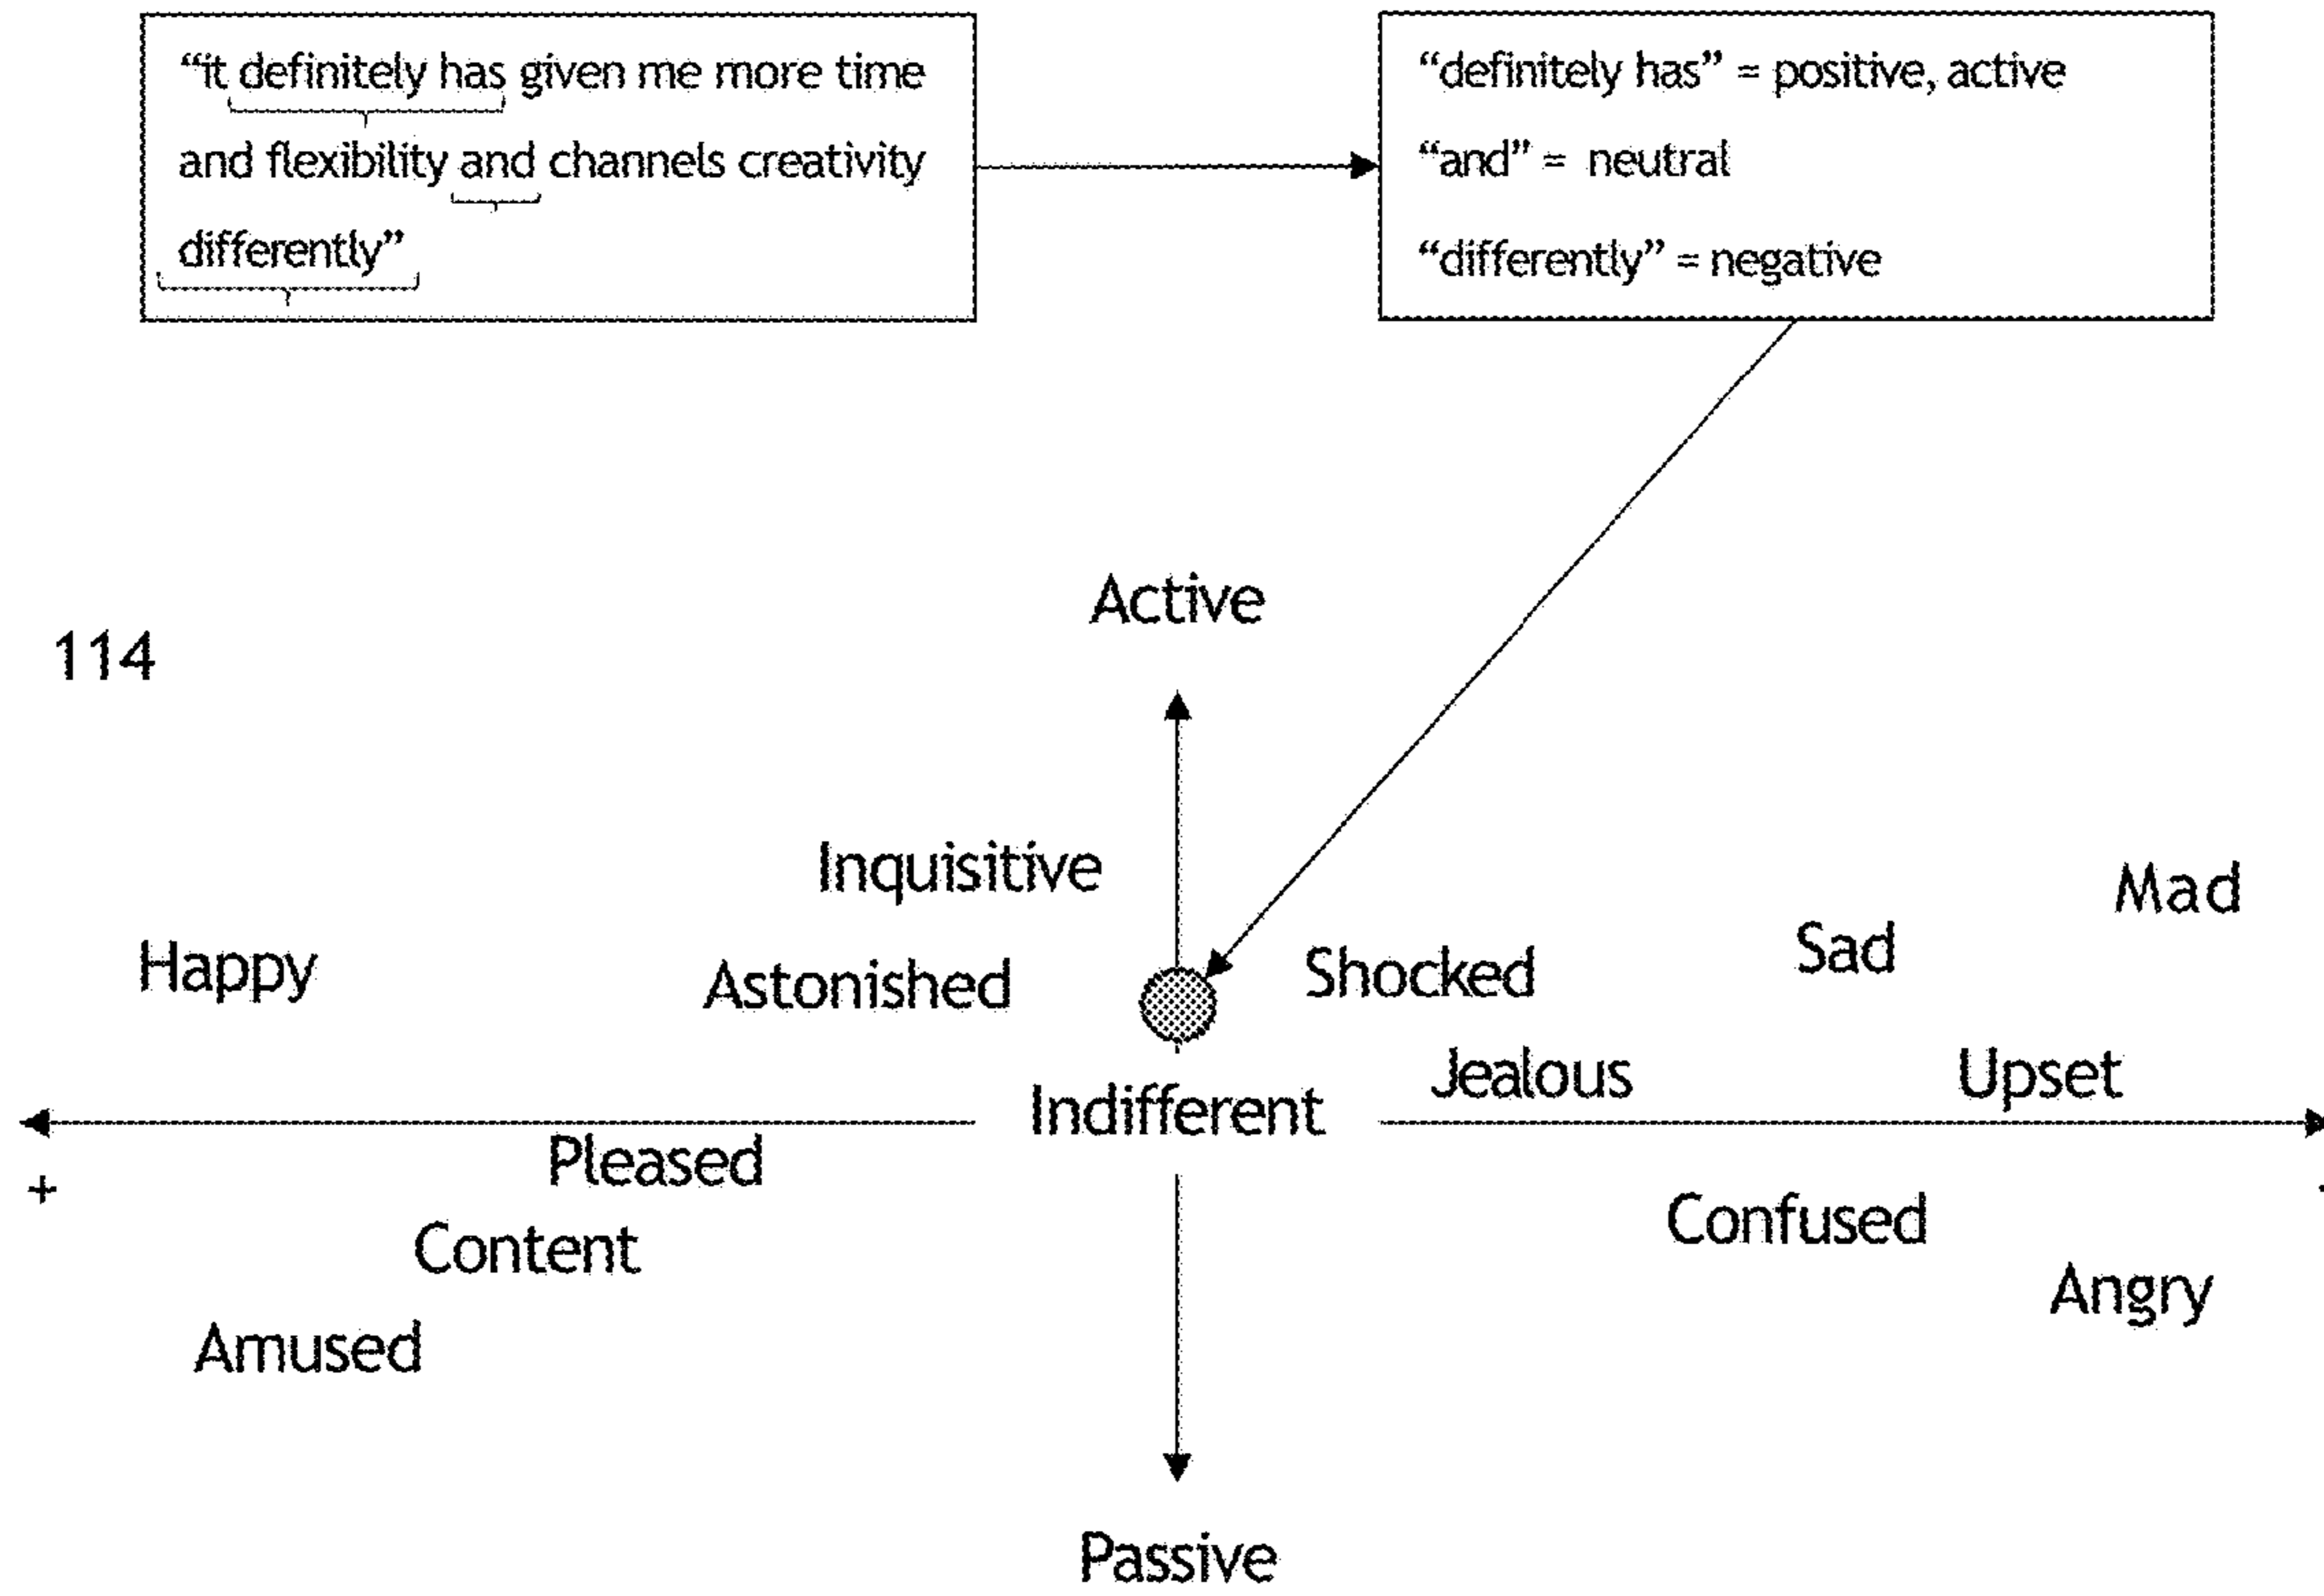 “it definitely has given me more time
and flexibility and channels creativity
differently”
“definitely has” = positive, active
“and” = neutral
“differently” = negative
Active
114
Inquisitive
Mad
Sad
Happy
Astonished
Shocked
Jealous
Upset
Indifferent
Pleased
+
Confused
Content
Angry
Amused
Passive